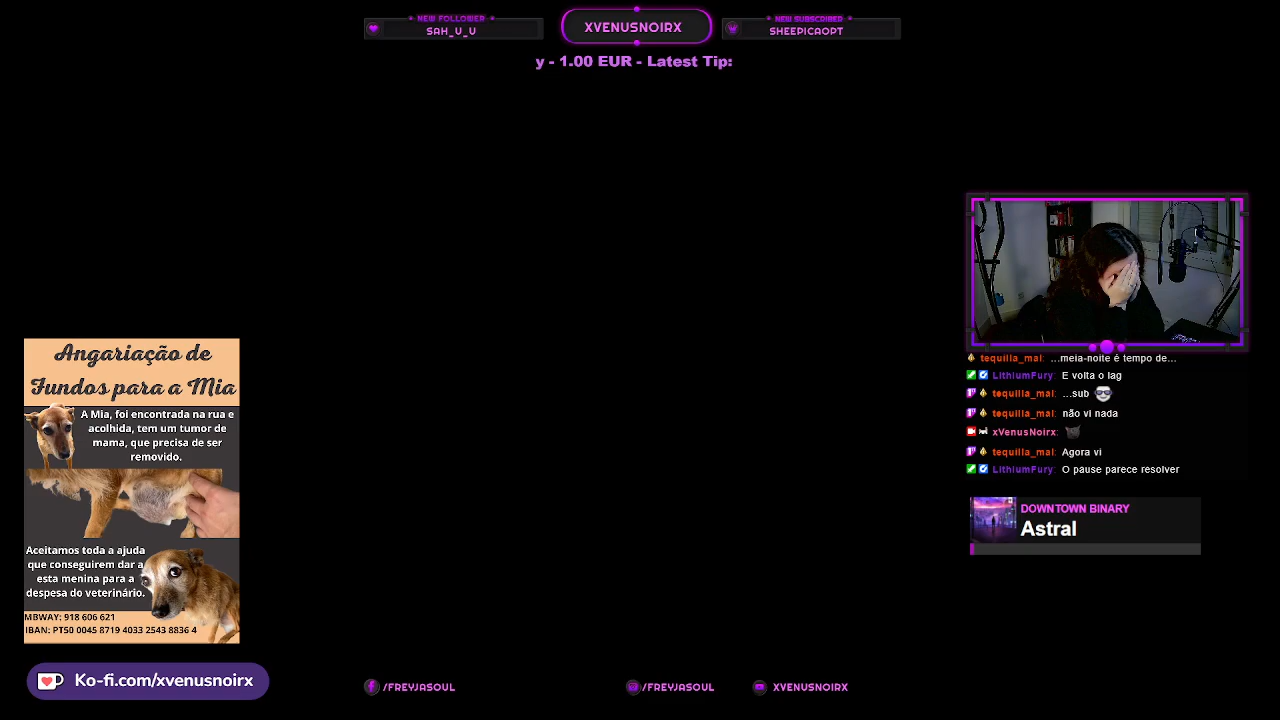 NEW FOLLOWER
SAH_U_U
XVENUSNOIRX
NEW SUBSCRIBER
SHEEPICAOPT
y - 1.00 EUR - Latest Tip:
Angariação de
Fundos para a Mia
A Mia, foi encontrada na rua e
acolhida, tem um tumor de
mama, que precisa de ser
removido.
Aceitamos toda a ajuda
que conseguirem dar a
esta menina para a
despesa do veterinário.
MBWAY: 918 606 621
IBAN: PT50 0045 8719 4033 2543 8836 4
Ko-fi.com/xvenusnoirx
tequilla_mal: ...meia-noite é tempo de...
LithiumFury: E volta o lag
tequilla_mal: ...sub
tequilla_mal: não vi nada
xVenusNoirx:
tequilla_mal: Agora vi
LithiumFury: O pause parece resolver
DOWNTOWN BINARY
Astral
/FREYJASOUL
/FREYJASOUL
XVENUSNOIRX